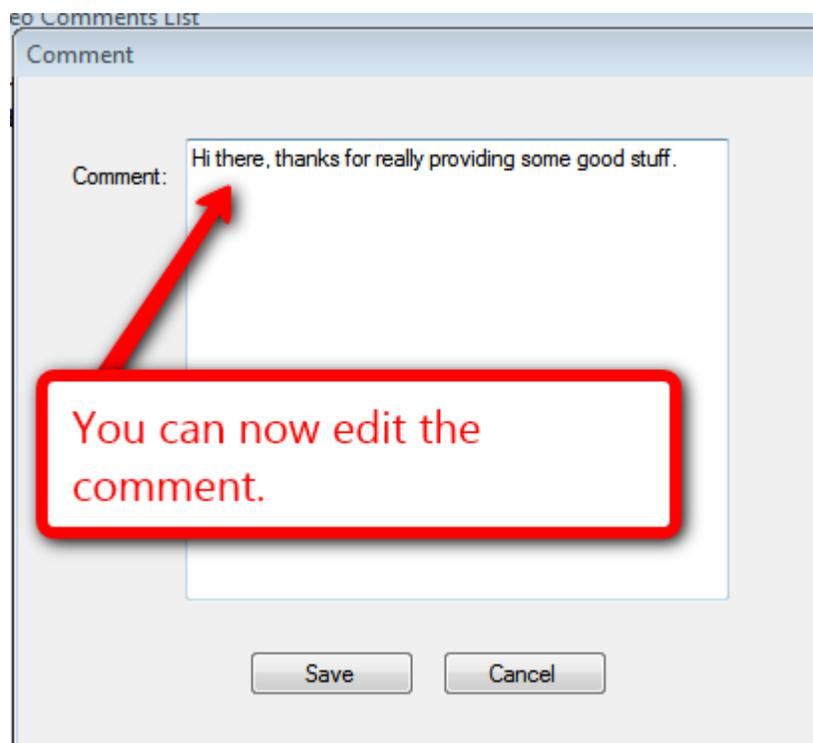 eo Comments List
Comment
Comment:
Hi there, thanks for really providing some good stuff.
You can now edit the
comment.
Save
Cancel